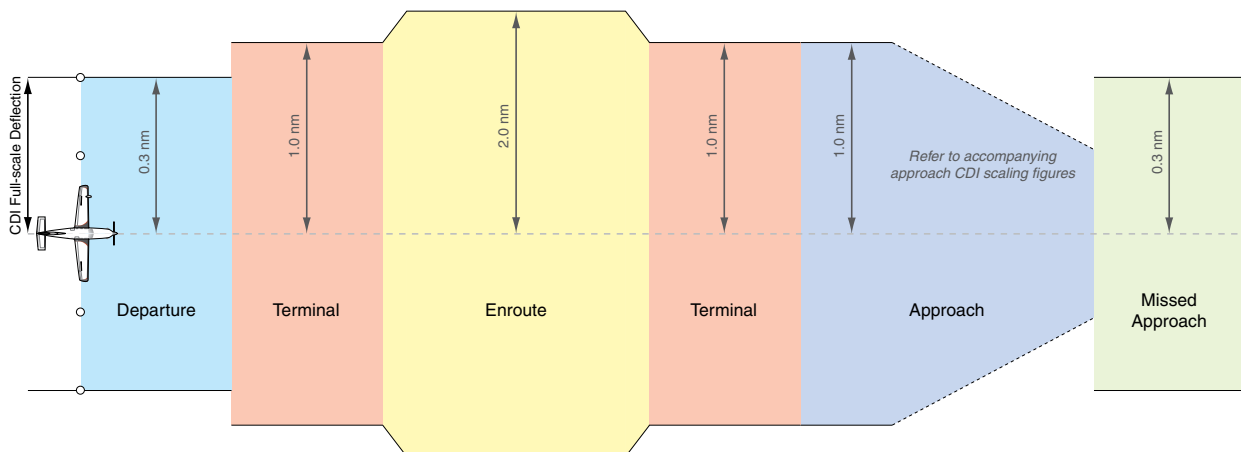 CDI Full-scale Deflection
0.3 nm
1.0 nm
2.0 nm
1.0 nm
1.0 nm
Refer to accompanying
approach CDI scaling figures
0.3 nm
Departure
Terminal
Enroute
Terminal
Approach
Missed
Approach